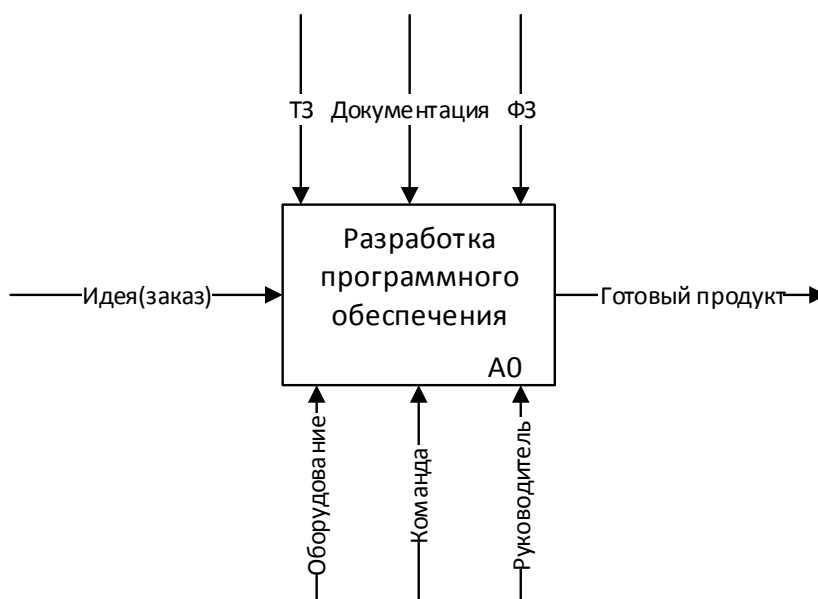 ТЗ Документация ФЗ
Разработка
программного
обеспечения
А0
Идея(заказ)
Готовый продукт
Оборудование
Команда
Руководитель